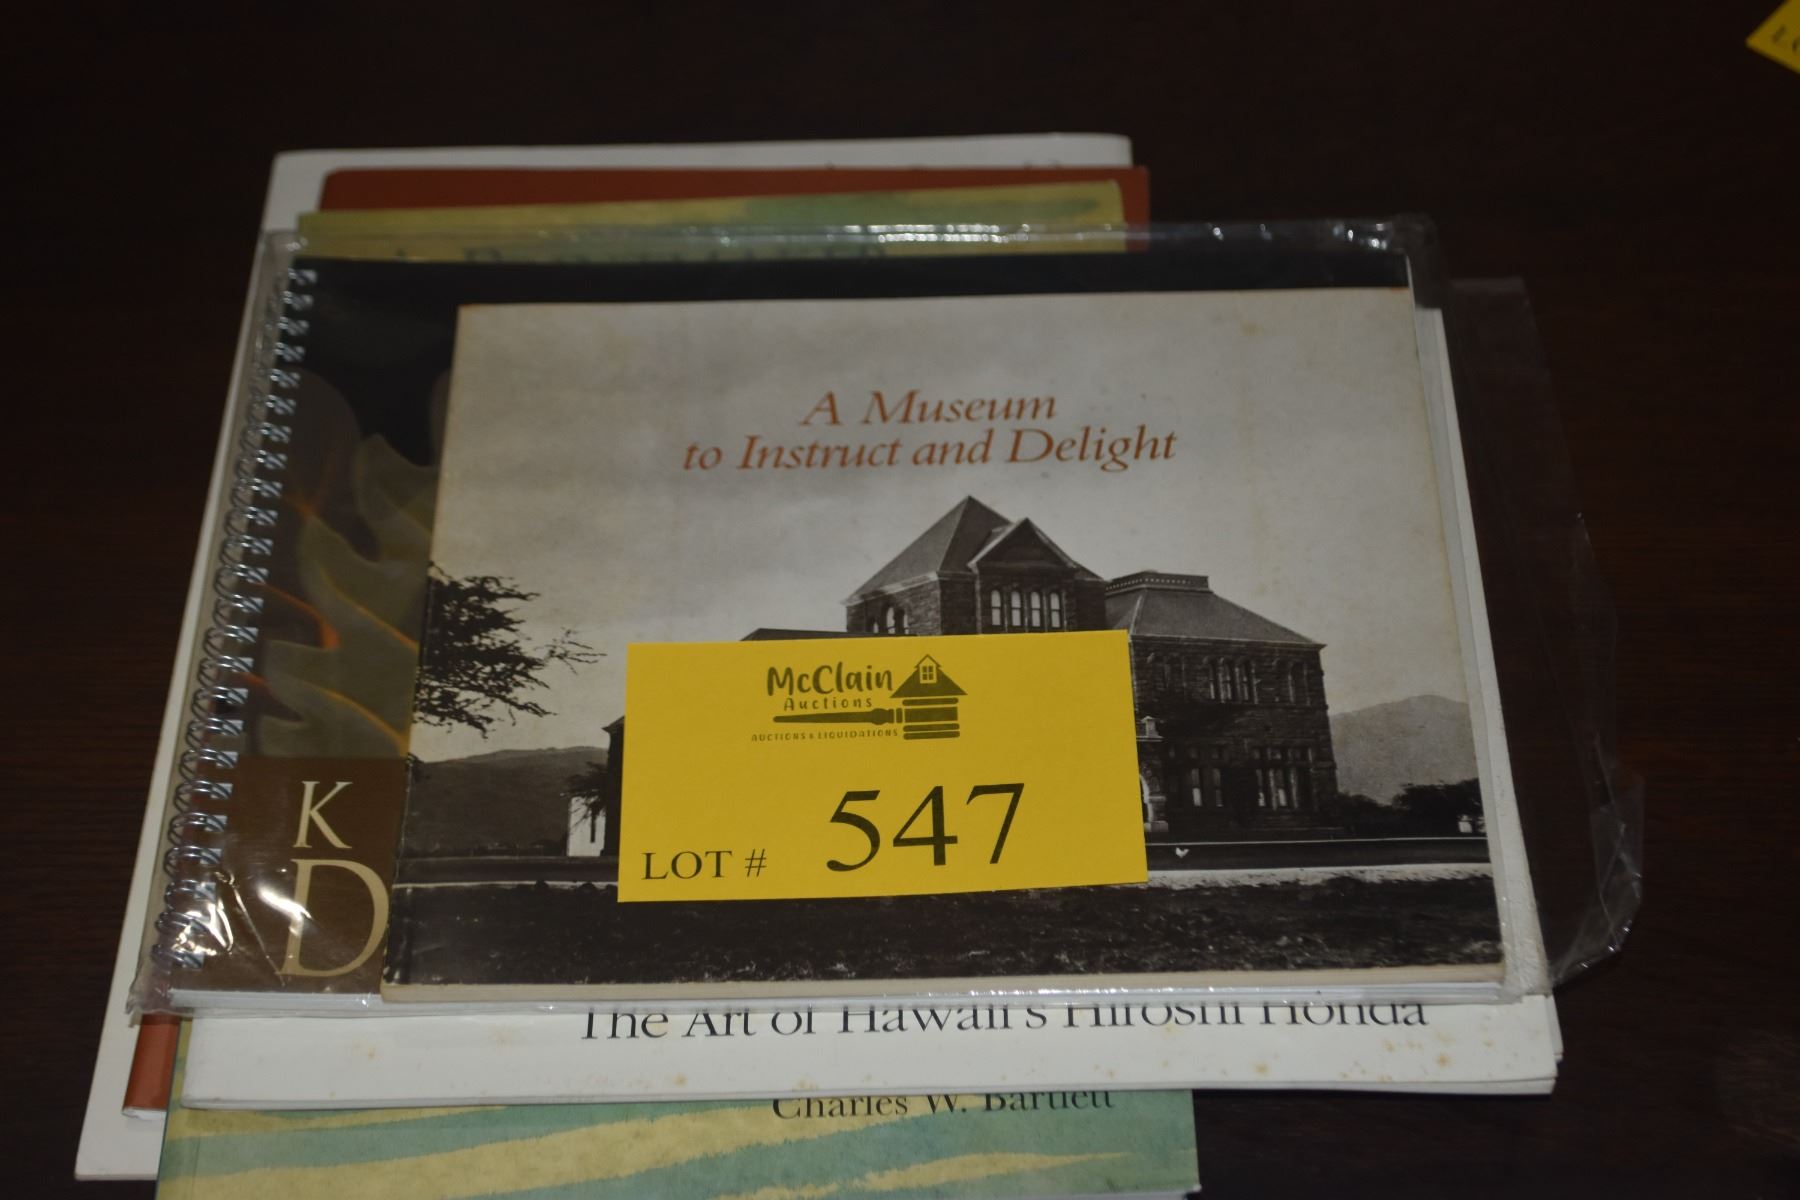 A Museum
to Instruct and Delight
McClain
Auctions
AUCTIONS & LIQUIDATIONS
LOT # 547
K
D
The Art of Hawaii's Hiroshi Honda
Charles W. Bartlett